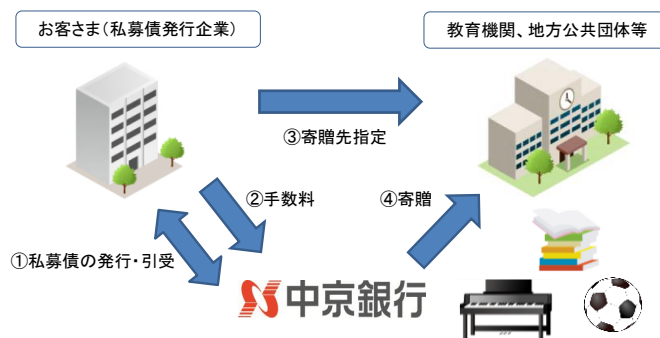 お客さま（私募債発行企業）
教育機関、地方公共団体等
③寄贈先指定
②手数料
④寄贈
①私募債の発行・引受
中京銀行